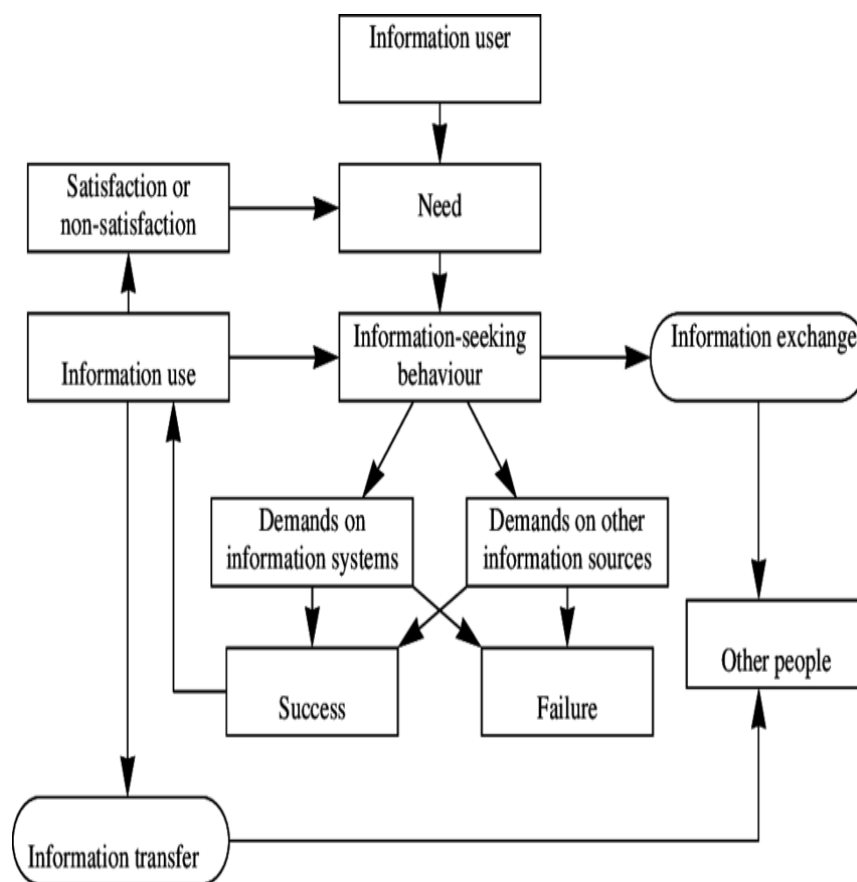 Information user
Satisfaction or
non-satisfaction
Need
Information use
Information-seeking
behaviour
Information exchange
Demands on
information systems
Demands on other
information sources
Other people
Success
Failure
Information transfer